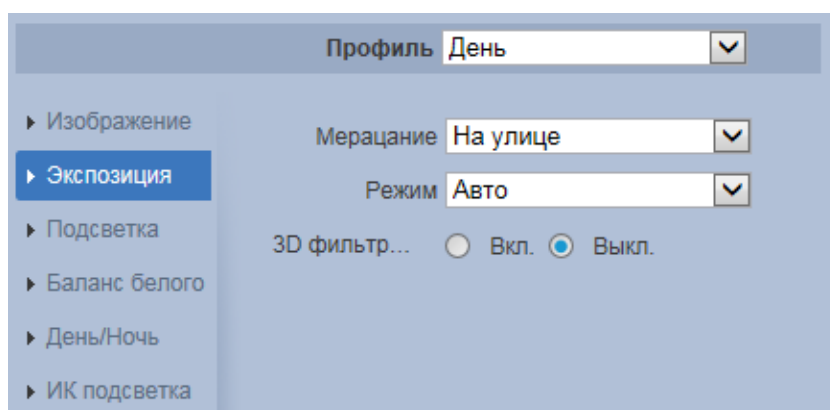 Профиль День
Изображение
Мерацание На улице
Экспозиция
Режим Авто
Подсветка
3D фильтр... Вкл. Выкл.
Баланс белого
День/Ночь
ИК подсветка